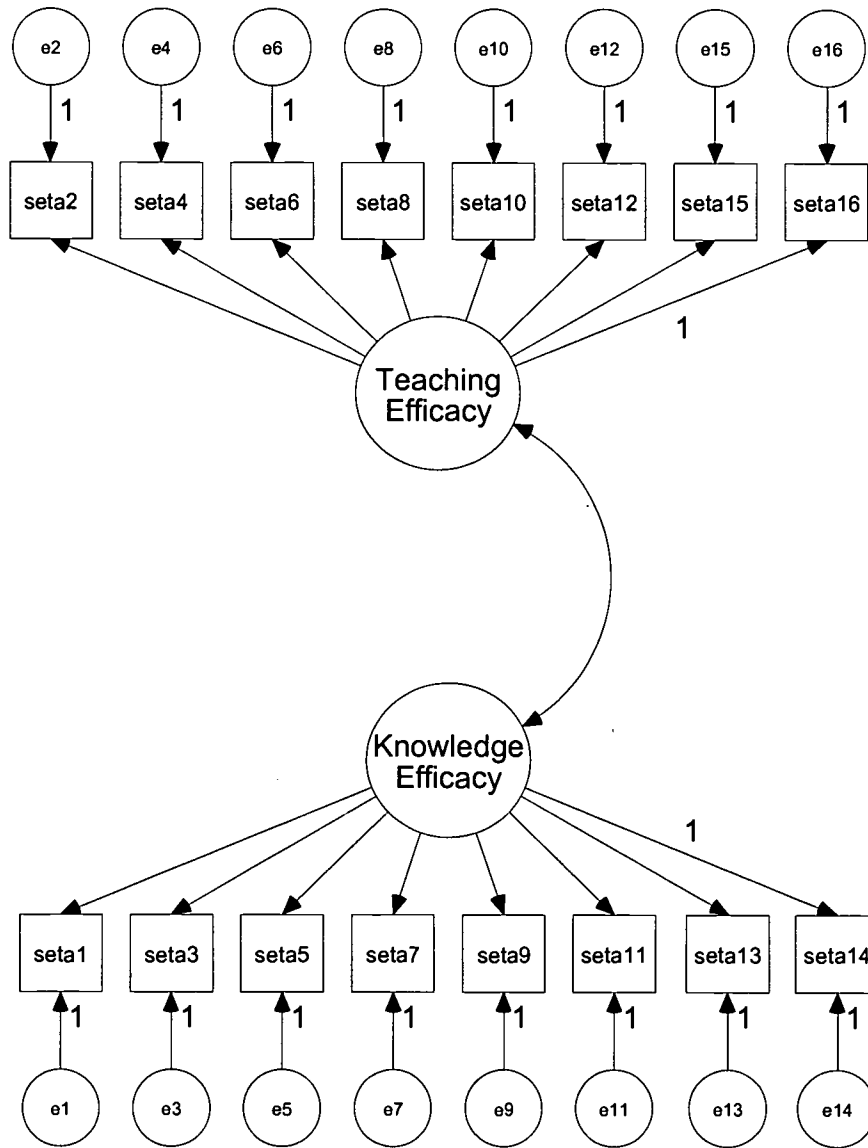 e2 e4 e6 e8 e10 e12 e15 e16
1 1 1 1 1 1 1 1
seta2 seta4 seta6 seta8 seta10 seta12 seta15 seta16
1
Teaching
Efficacy
Knowledge
Efficacy
1
seta1 seta3 seta5 seta7 seta9 seta11 seta13 seta14
1 1 1 1 1 1 1 1
e1 e3 e5 e7 e9 e11 e13 e14